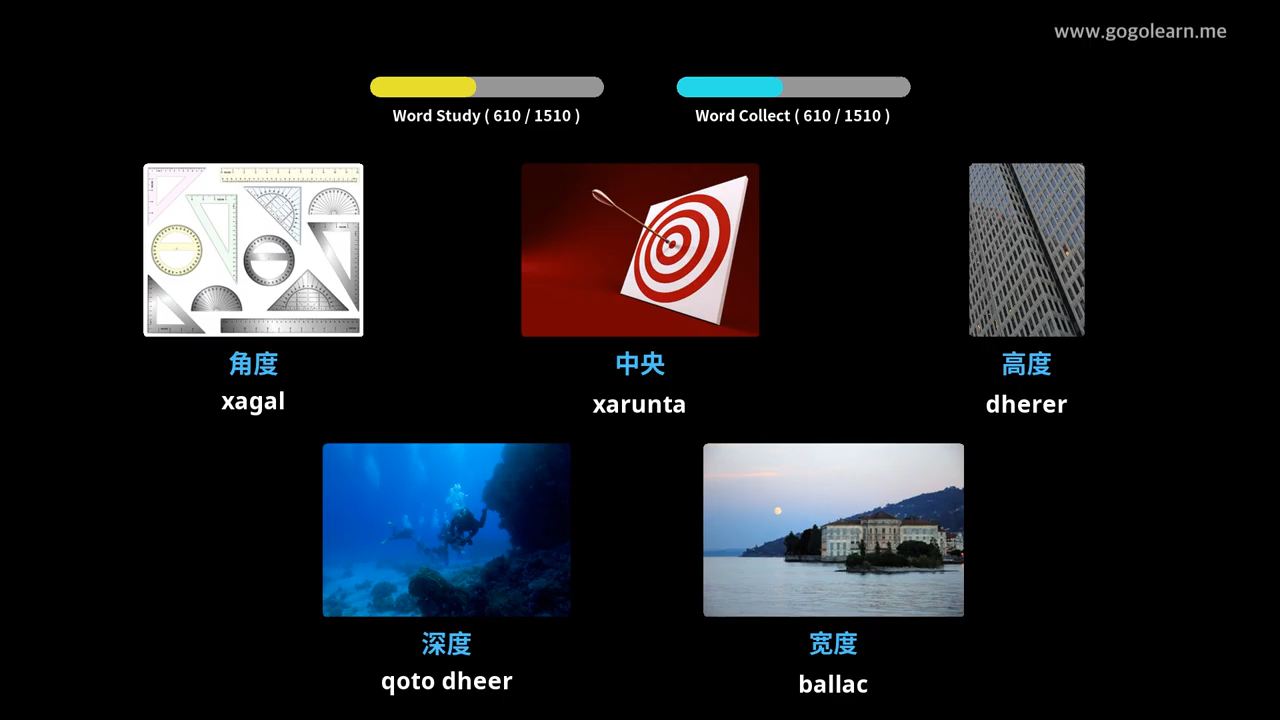 www.gogolearn.me
Word Study ( 610 / 1510 )
Word Collect ( 610 / 1510 )
角度
xagal
中央
xarunta
高度
dherer
深度
qoto dheer
宽度
ballac